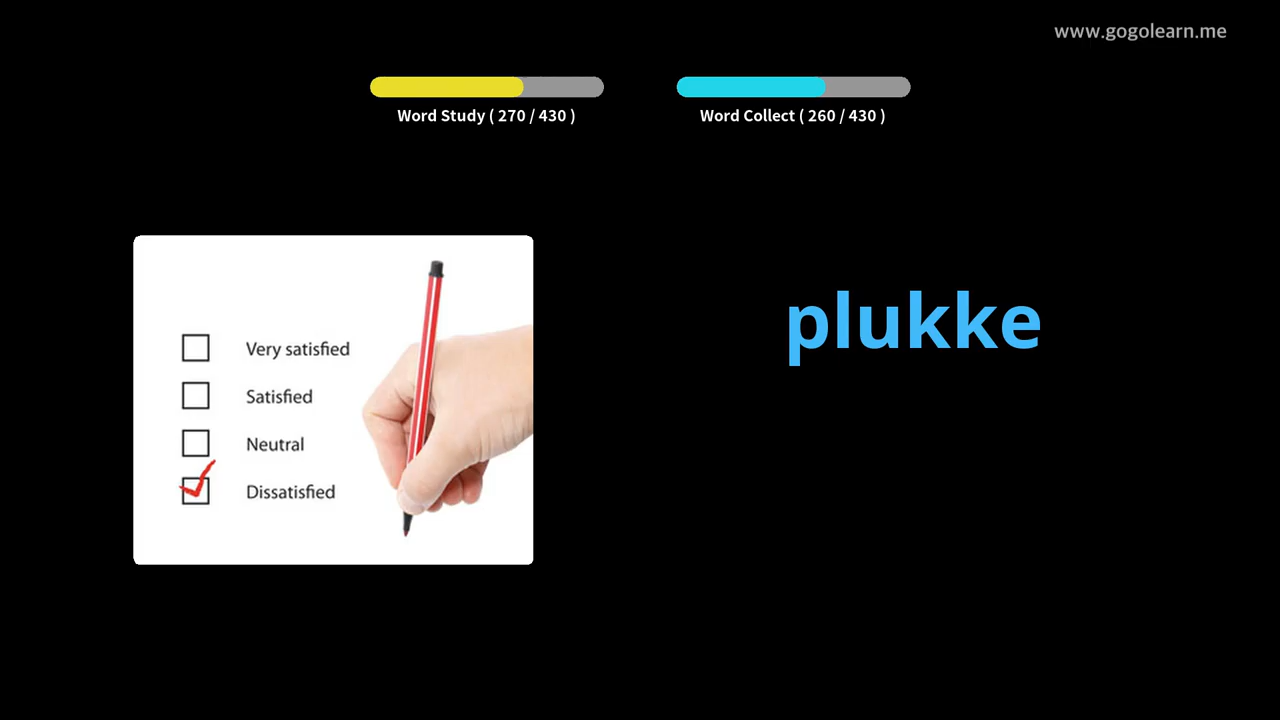 www.gogolearn.me
Word Study ( 270 / 430 )
Word Collect ( 260 / 430 )
Very satisfied
Satisfied
Neutral
Dissatisfied
plukke